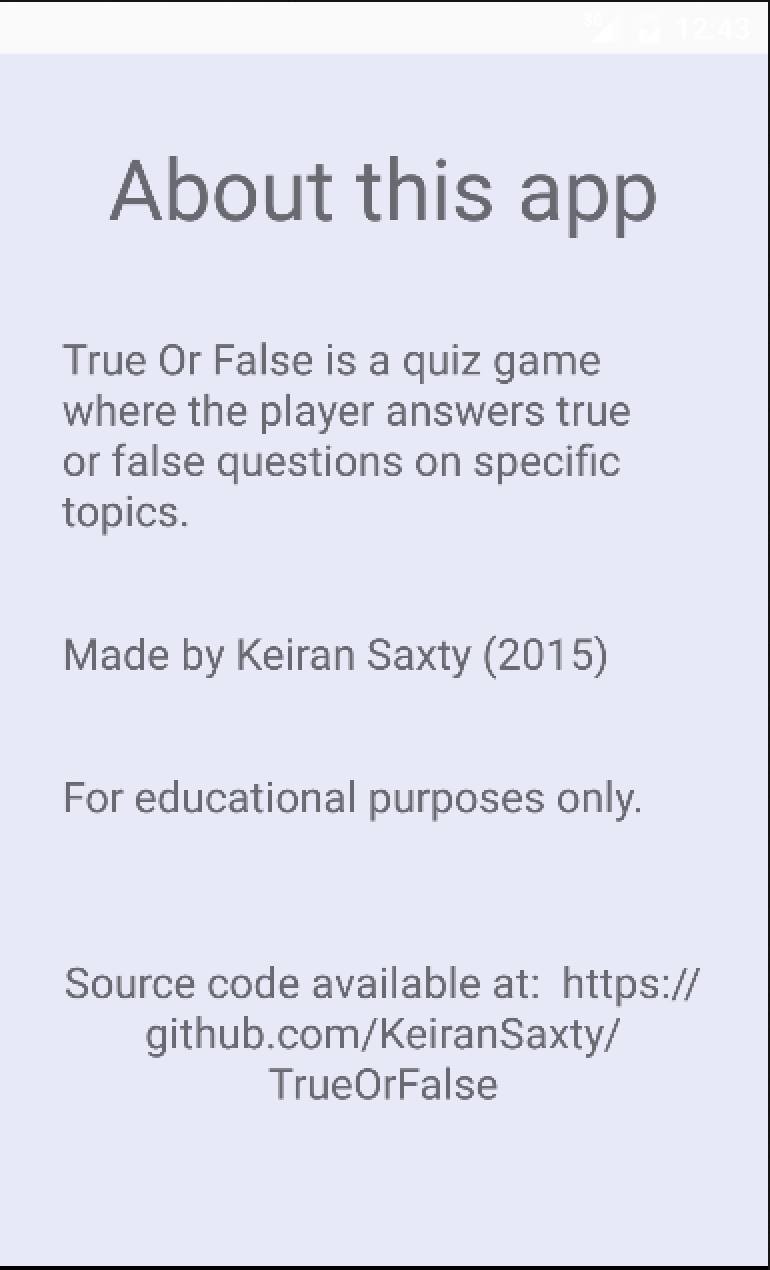 3G 12:43
About this app
True Or False is a quiz game
where the player answers true
or false questions on specific
topics.
Made by Keiran Saxty (2015)
For educational purposes only.
Source code available at:  https://
github.com/KeiranSaxty/
TrueOrFalse